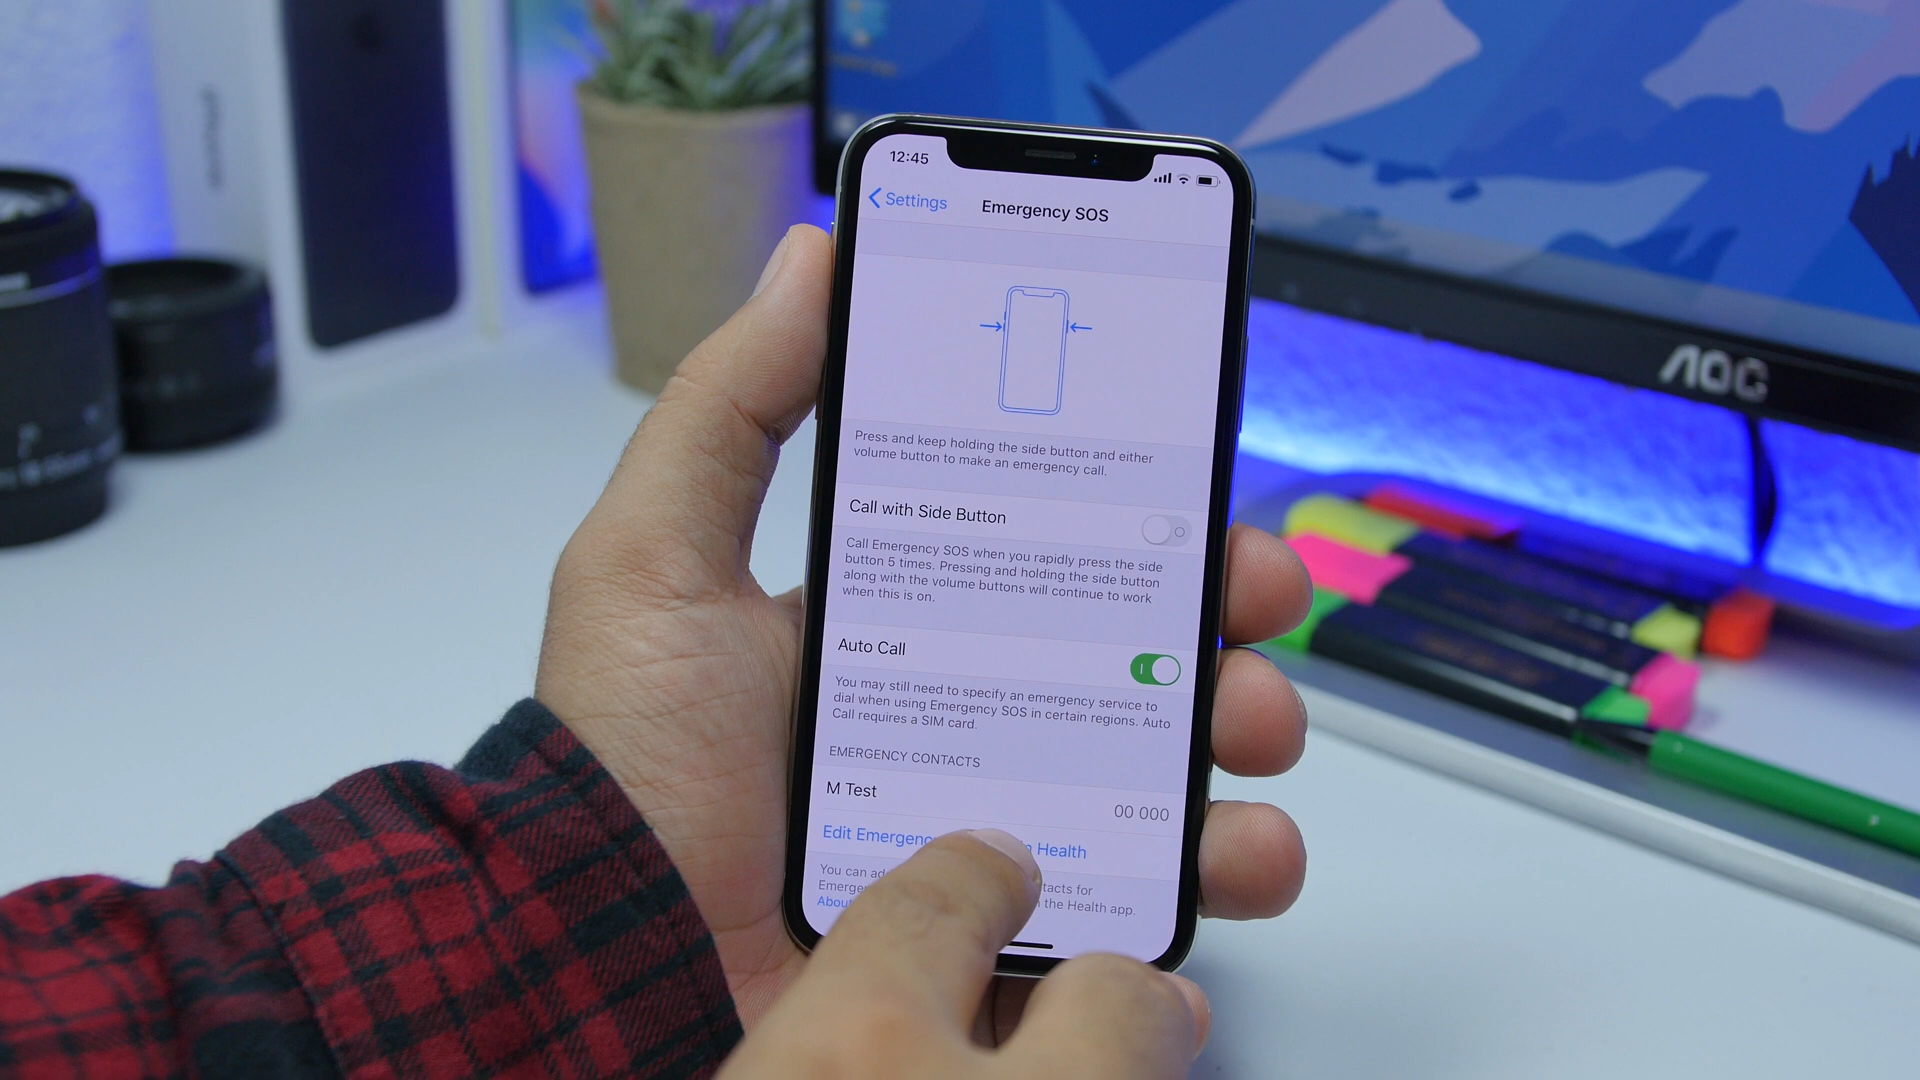 12:45
Settings
Emergency SOS
Press and keep holding the side button and either
volume button to make an emergency call.
Call with Side Button
Call Emergency SOS when you rapidly press the side
button 5 times. Pressing and holding the side button
along with the volume buttons will continue to work
when this is on.
Auto Call
You may still need to specify an emergency service to
dial when using Emergency SOS in certain regions. Auto
Call requires a SIM card.
EMERGENCY CONTACTS
M Test
00 000
Edit Health
You can for
the Health app.
About
AOC